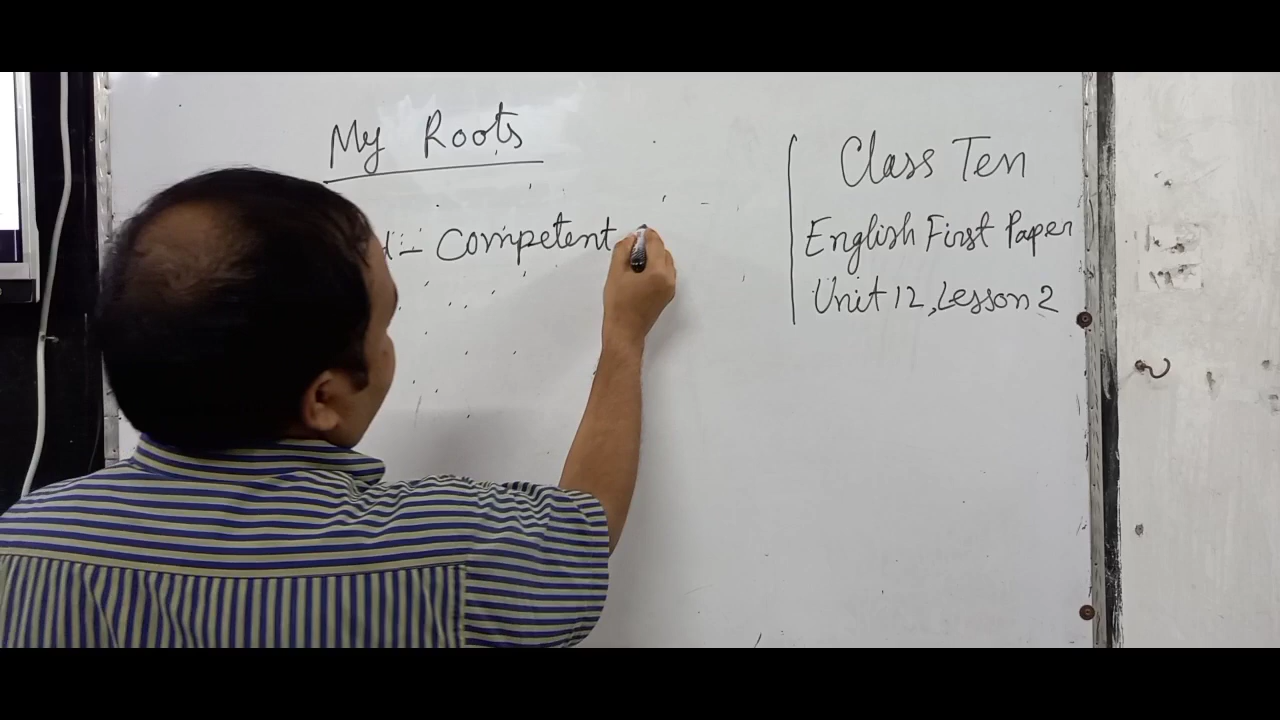 My Roots
- Competent
Class Ten
English First Paper
Unit 12, Lesson 2